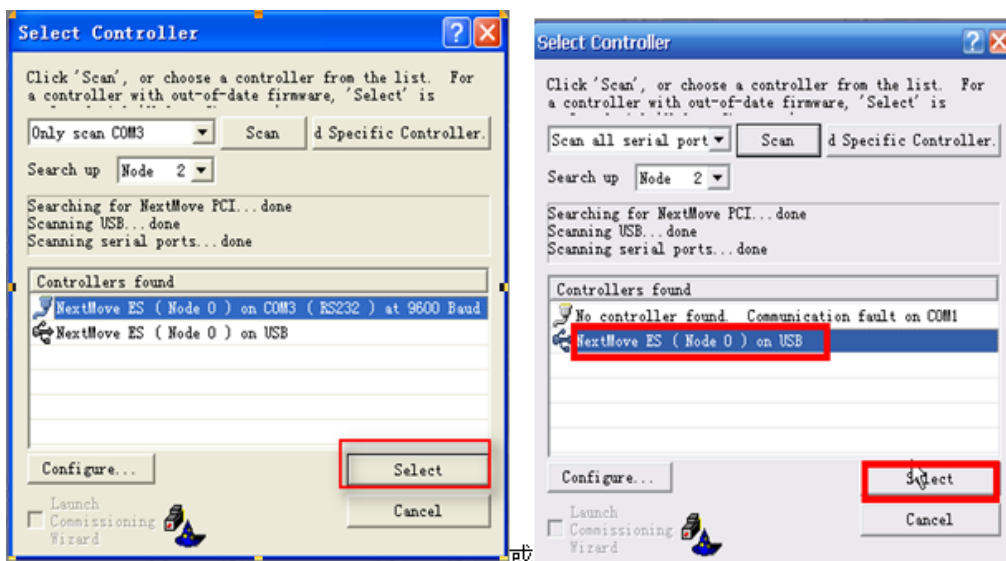 Select Controller
Click 'Scan', or choose a controller from the list. For
a controller with out-of-date firmware, 'Select' is
Only scan COM3
Scan
d Specific Controller.
Search up Node 2
Searching for NextMove PCI...done
Scanning USB...done
Scanning serial ports...done
Controllers found
NextMove ES ( Node 0 ) on COM3 ( RS232 ) at 9600 Baud
NextMove ES ( Node 0 ) on USB
Configure...
Select
Launch
Commissioning
Wizard
Cancel
或
Select Controller
Click 'Scan', or choose a controller from the list. For
a controller with out-of-date firmware, 'Select' is
Scan all serial port
Scan
d Specific Controller.
Search up Node 2
Searching for NextMove PCI...done
Scanning USB...done
Scanning serial ports...done
Controllers found
No controller found. Communication fault on COM1
NextMove ES ( Node 0 ) on USB
Configure...
Select
Launch
Commissioning
Wizard
Cancel